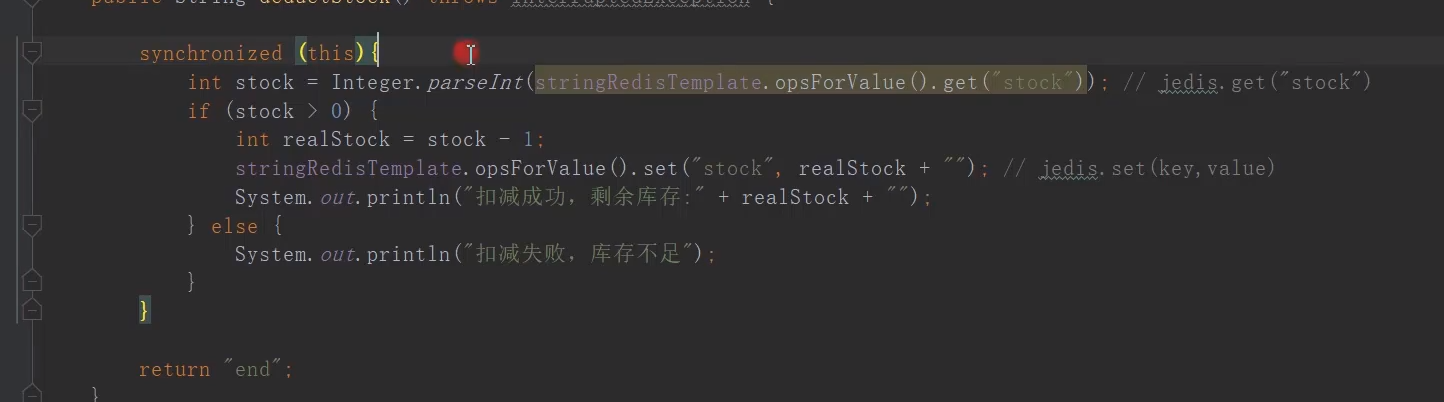 public String deductStock() throws InterruptedException {
synchronized (this){
int stock = Integer.parseInt(stringRedisTemplate.opsForValue().get("stock")); // jedis.get("stock")
if (stock > 0) {
int realStock = stock - 1;
stringRedisTemplate.opsForValue().set("stock", realStock + ""); // jedis.set(key,value)
System.out.println("扣减成功，剩余库存:" + realStock + "");
} else {
System.out.println("扣减失败，库存不足");
}
}
return "end";
}